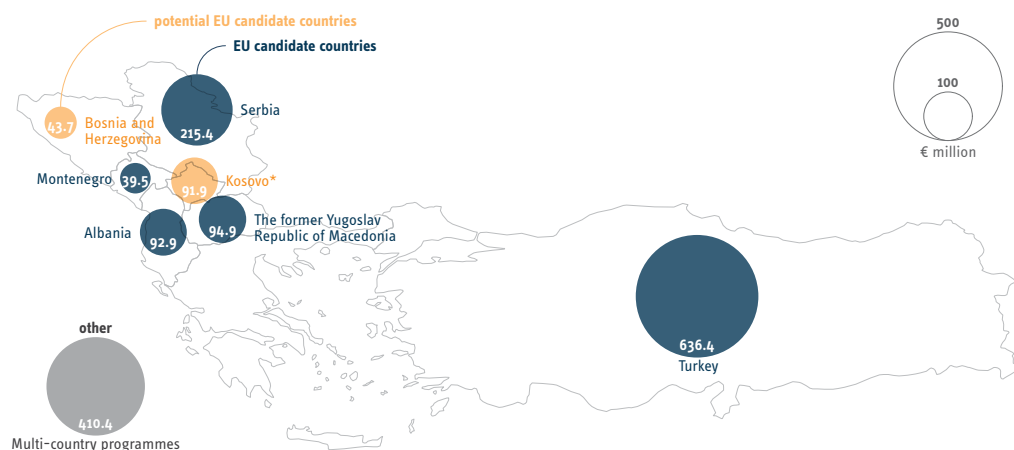 potential EU candidate countries
EU candidate countries
500
100
€ million
Serbia
215.4
43.7
Bosnia and
Herzegovina
Montenegro
39.5
91.9
Kosovo*
Albania
92.9
94.9
The former Yugoslav
Republic of Macedonia
636.4
Turkey
other
410.4
Multi-country programmes